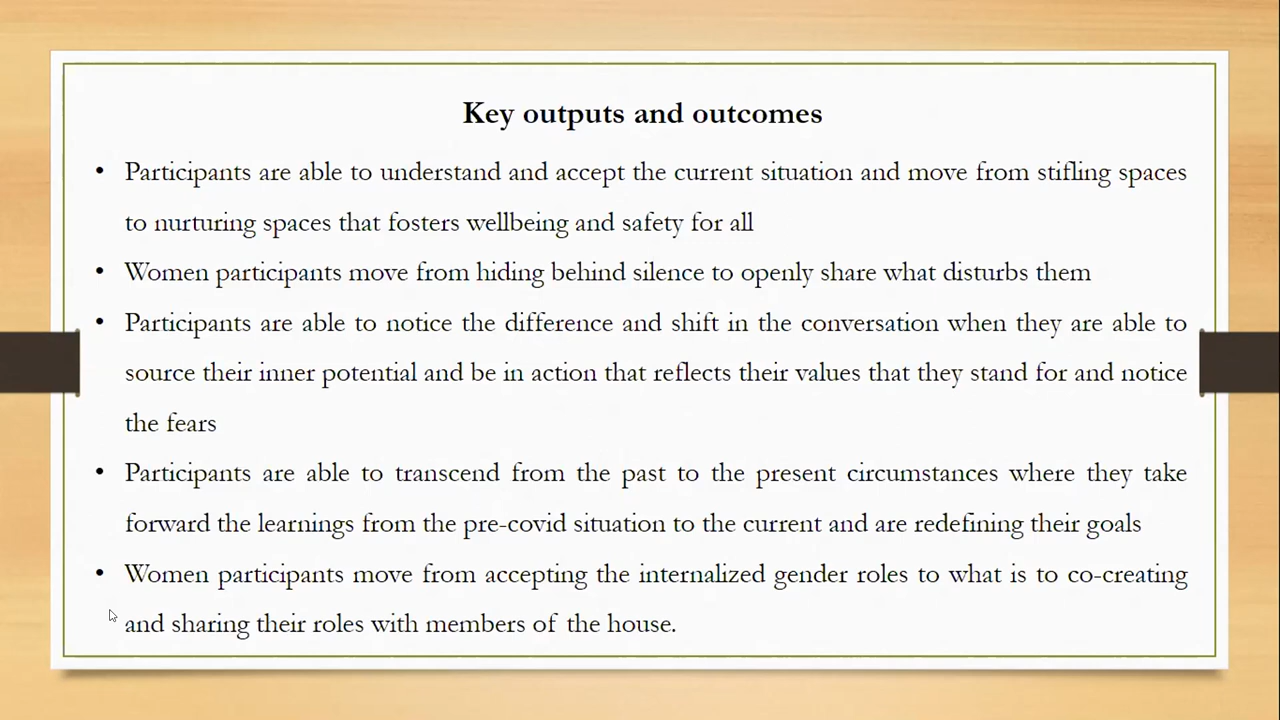 Key outputs and outcomes
• Participants are able to understand and accept the current situation and move from stifling spaces
to nurturing spaces that fosters wellbeing and safety for all
• Women participants move from hiding behind silence to openly share what disturbs them
• Participants are able to notice the difference and shift in the conversation when they are able to
source their inner potential and be in action that reflects their values that they stand for and notice
the fears
• Participants are able to transcend from the past to the present circumstances where they take
forward the learnings from the pre-covid situation to the current and are redefining their goals
• Women participants move from accepting the internalized gender roles to what is to co-creating
and sharing their roles with members of the house.